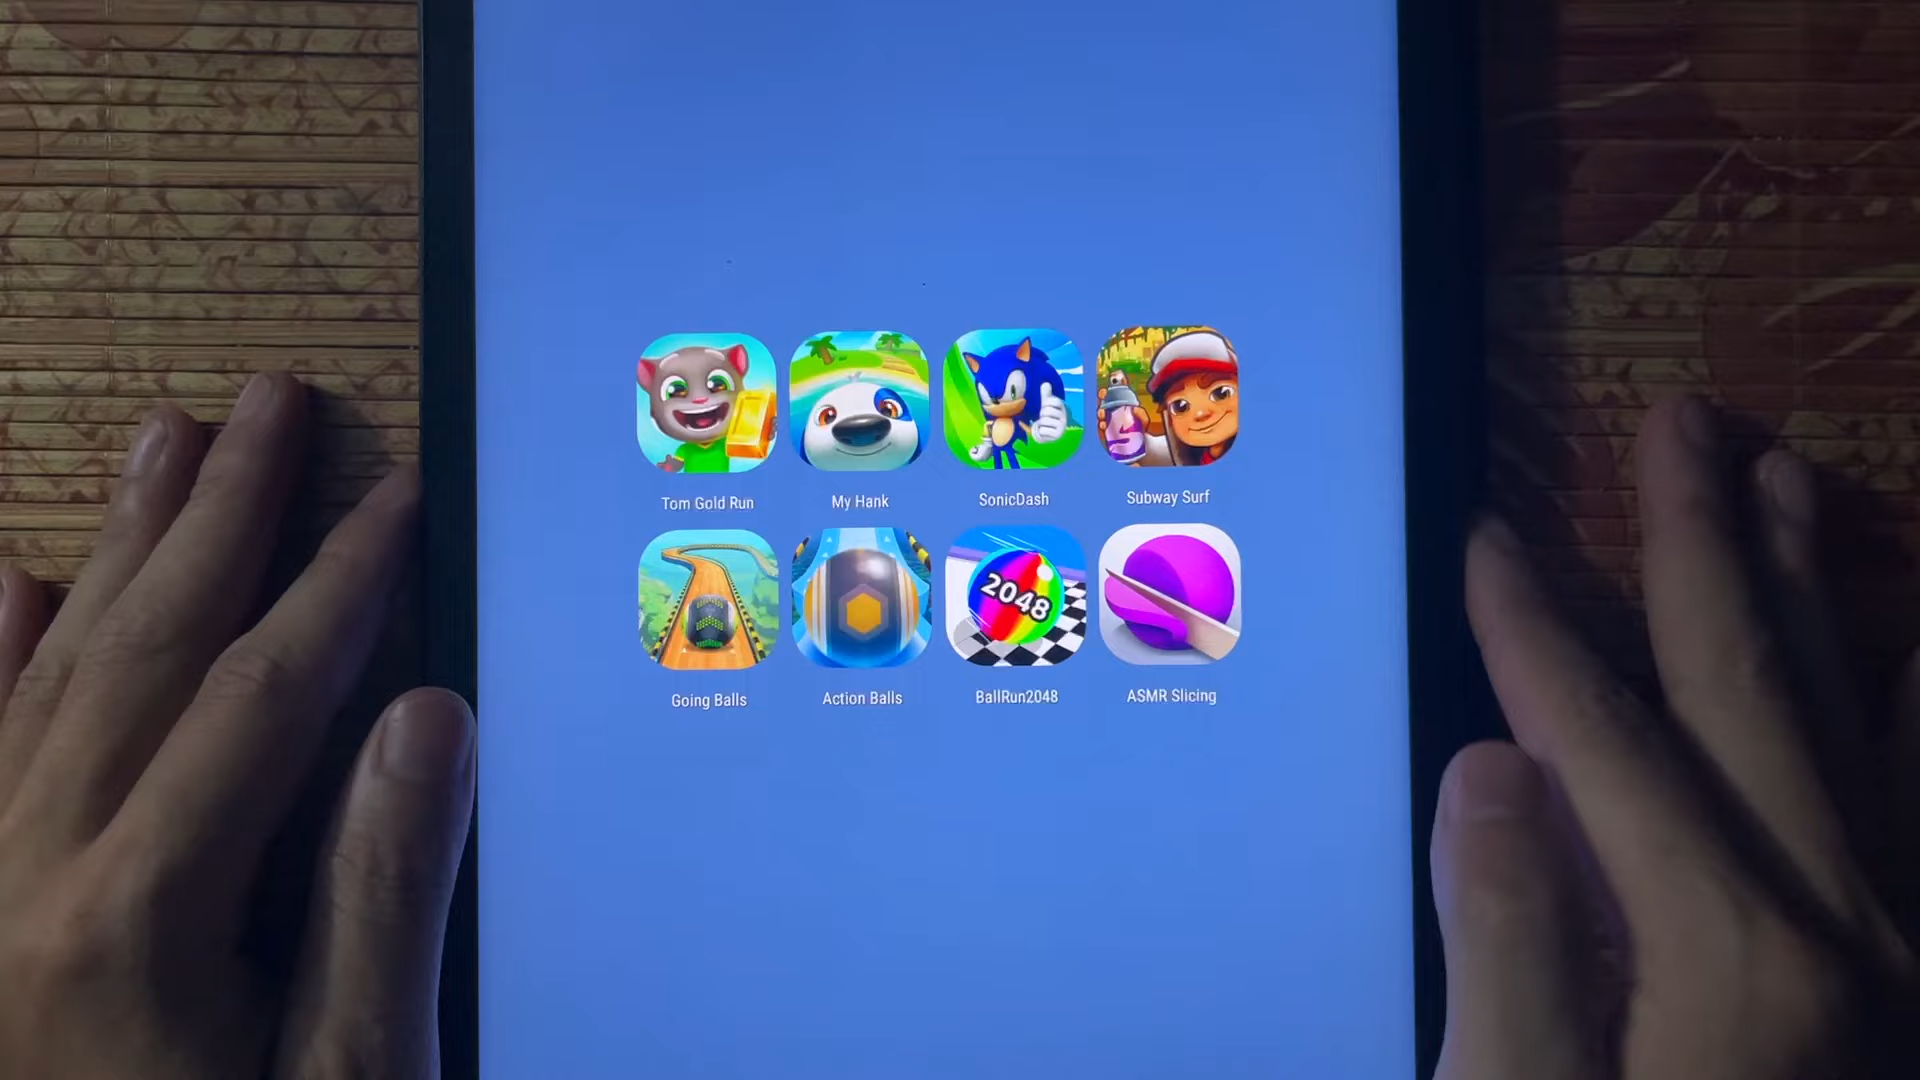 Tom Gold Run
My Hank
SonicDash
Subway Surf
2048
Going Balls
Action Balls
BallRun2048
ASMR Slicing